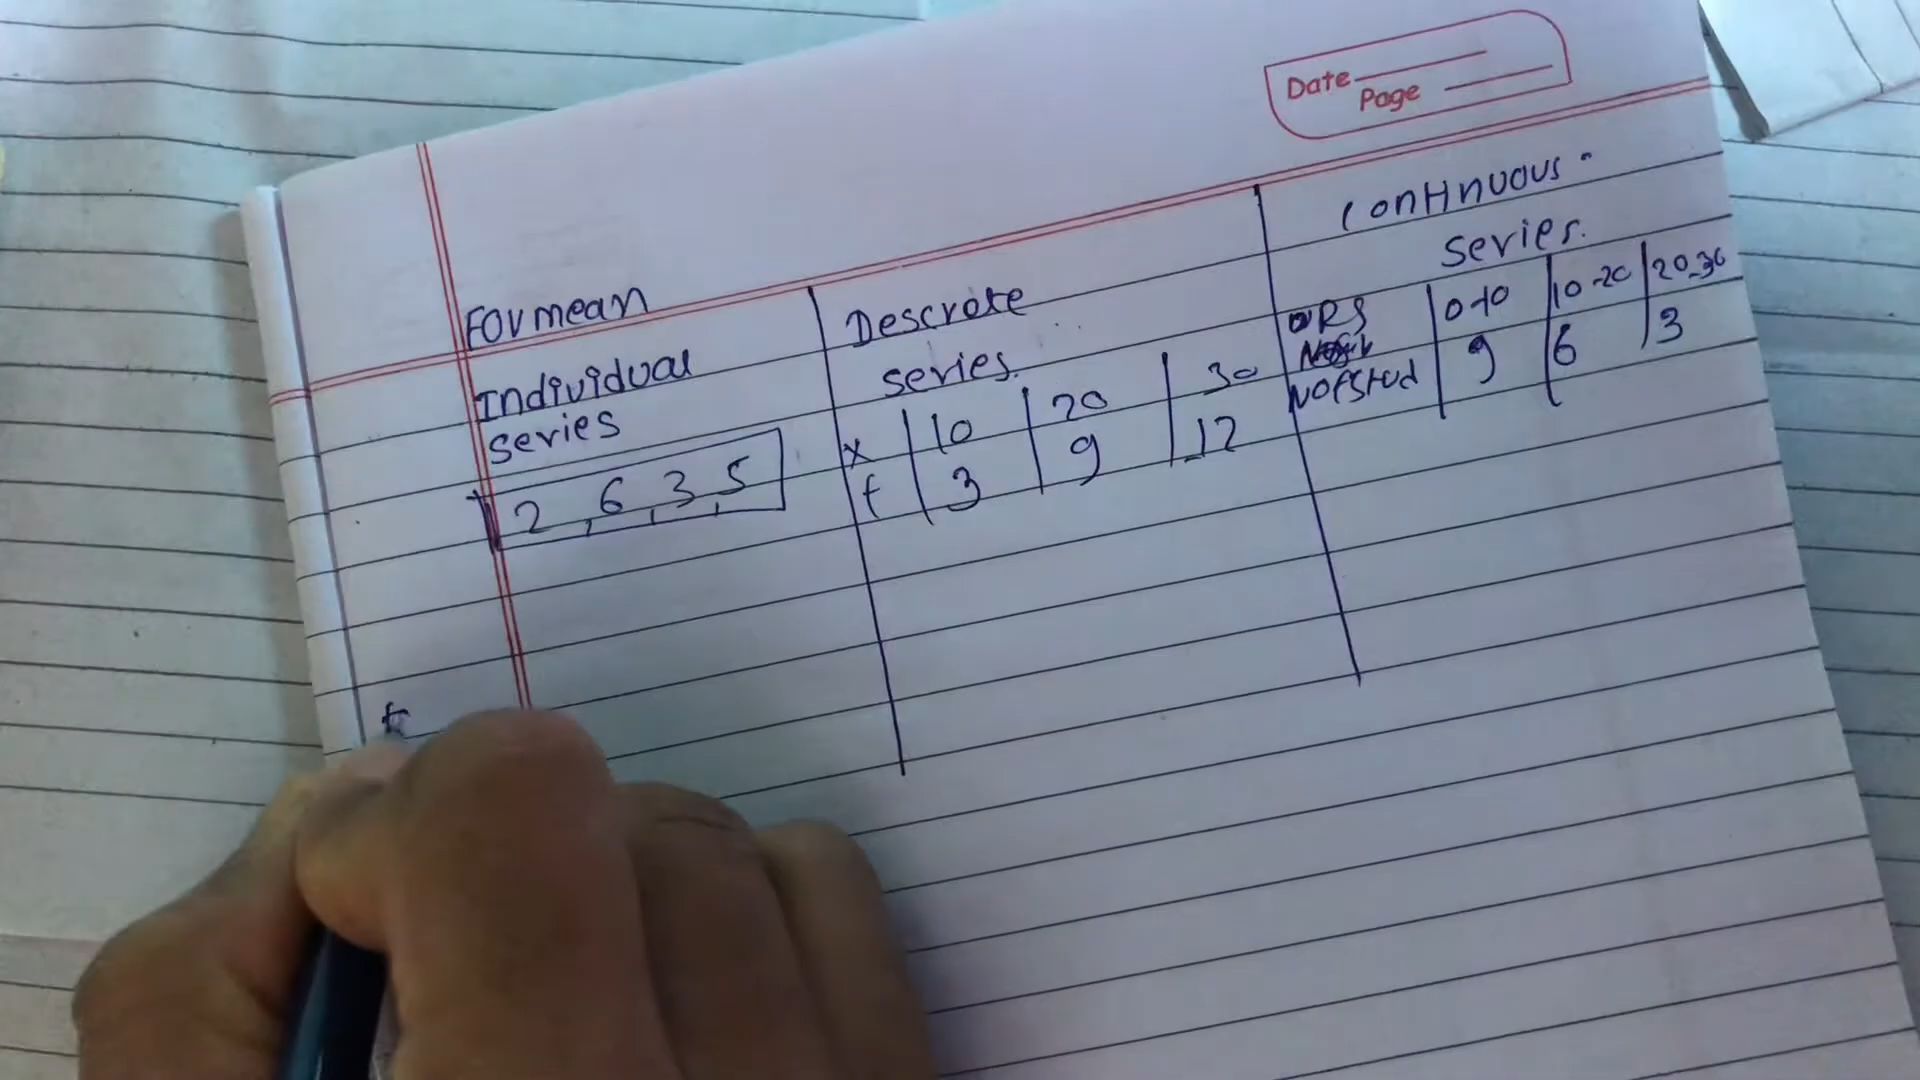 Date
Page
FOR mean
Individual
series
2, 6, 3, 5
Descrete
series.
x | 10 | 20 | 30
f | 3 | 9 | 12
Continuous
series.
0-10 | 10-20 | 20-30
NOfStud | 9 | 6 | 3